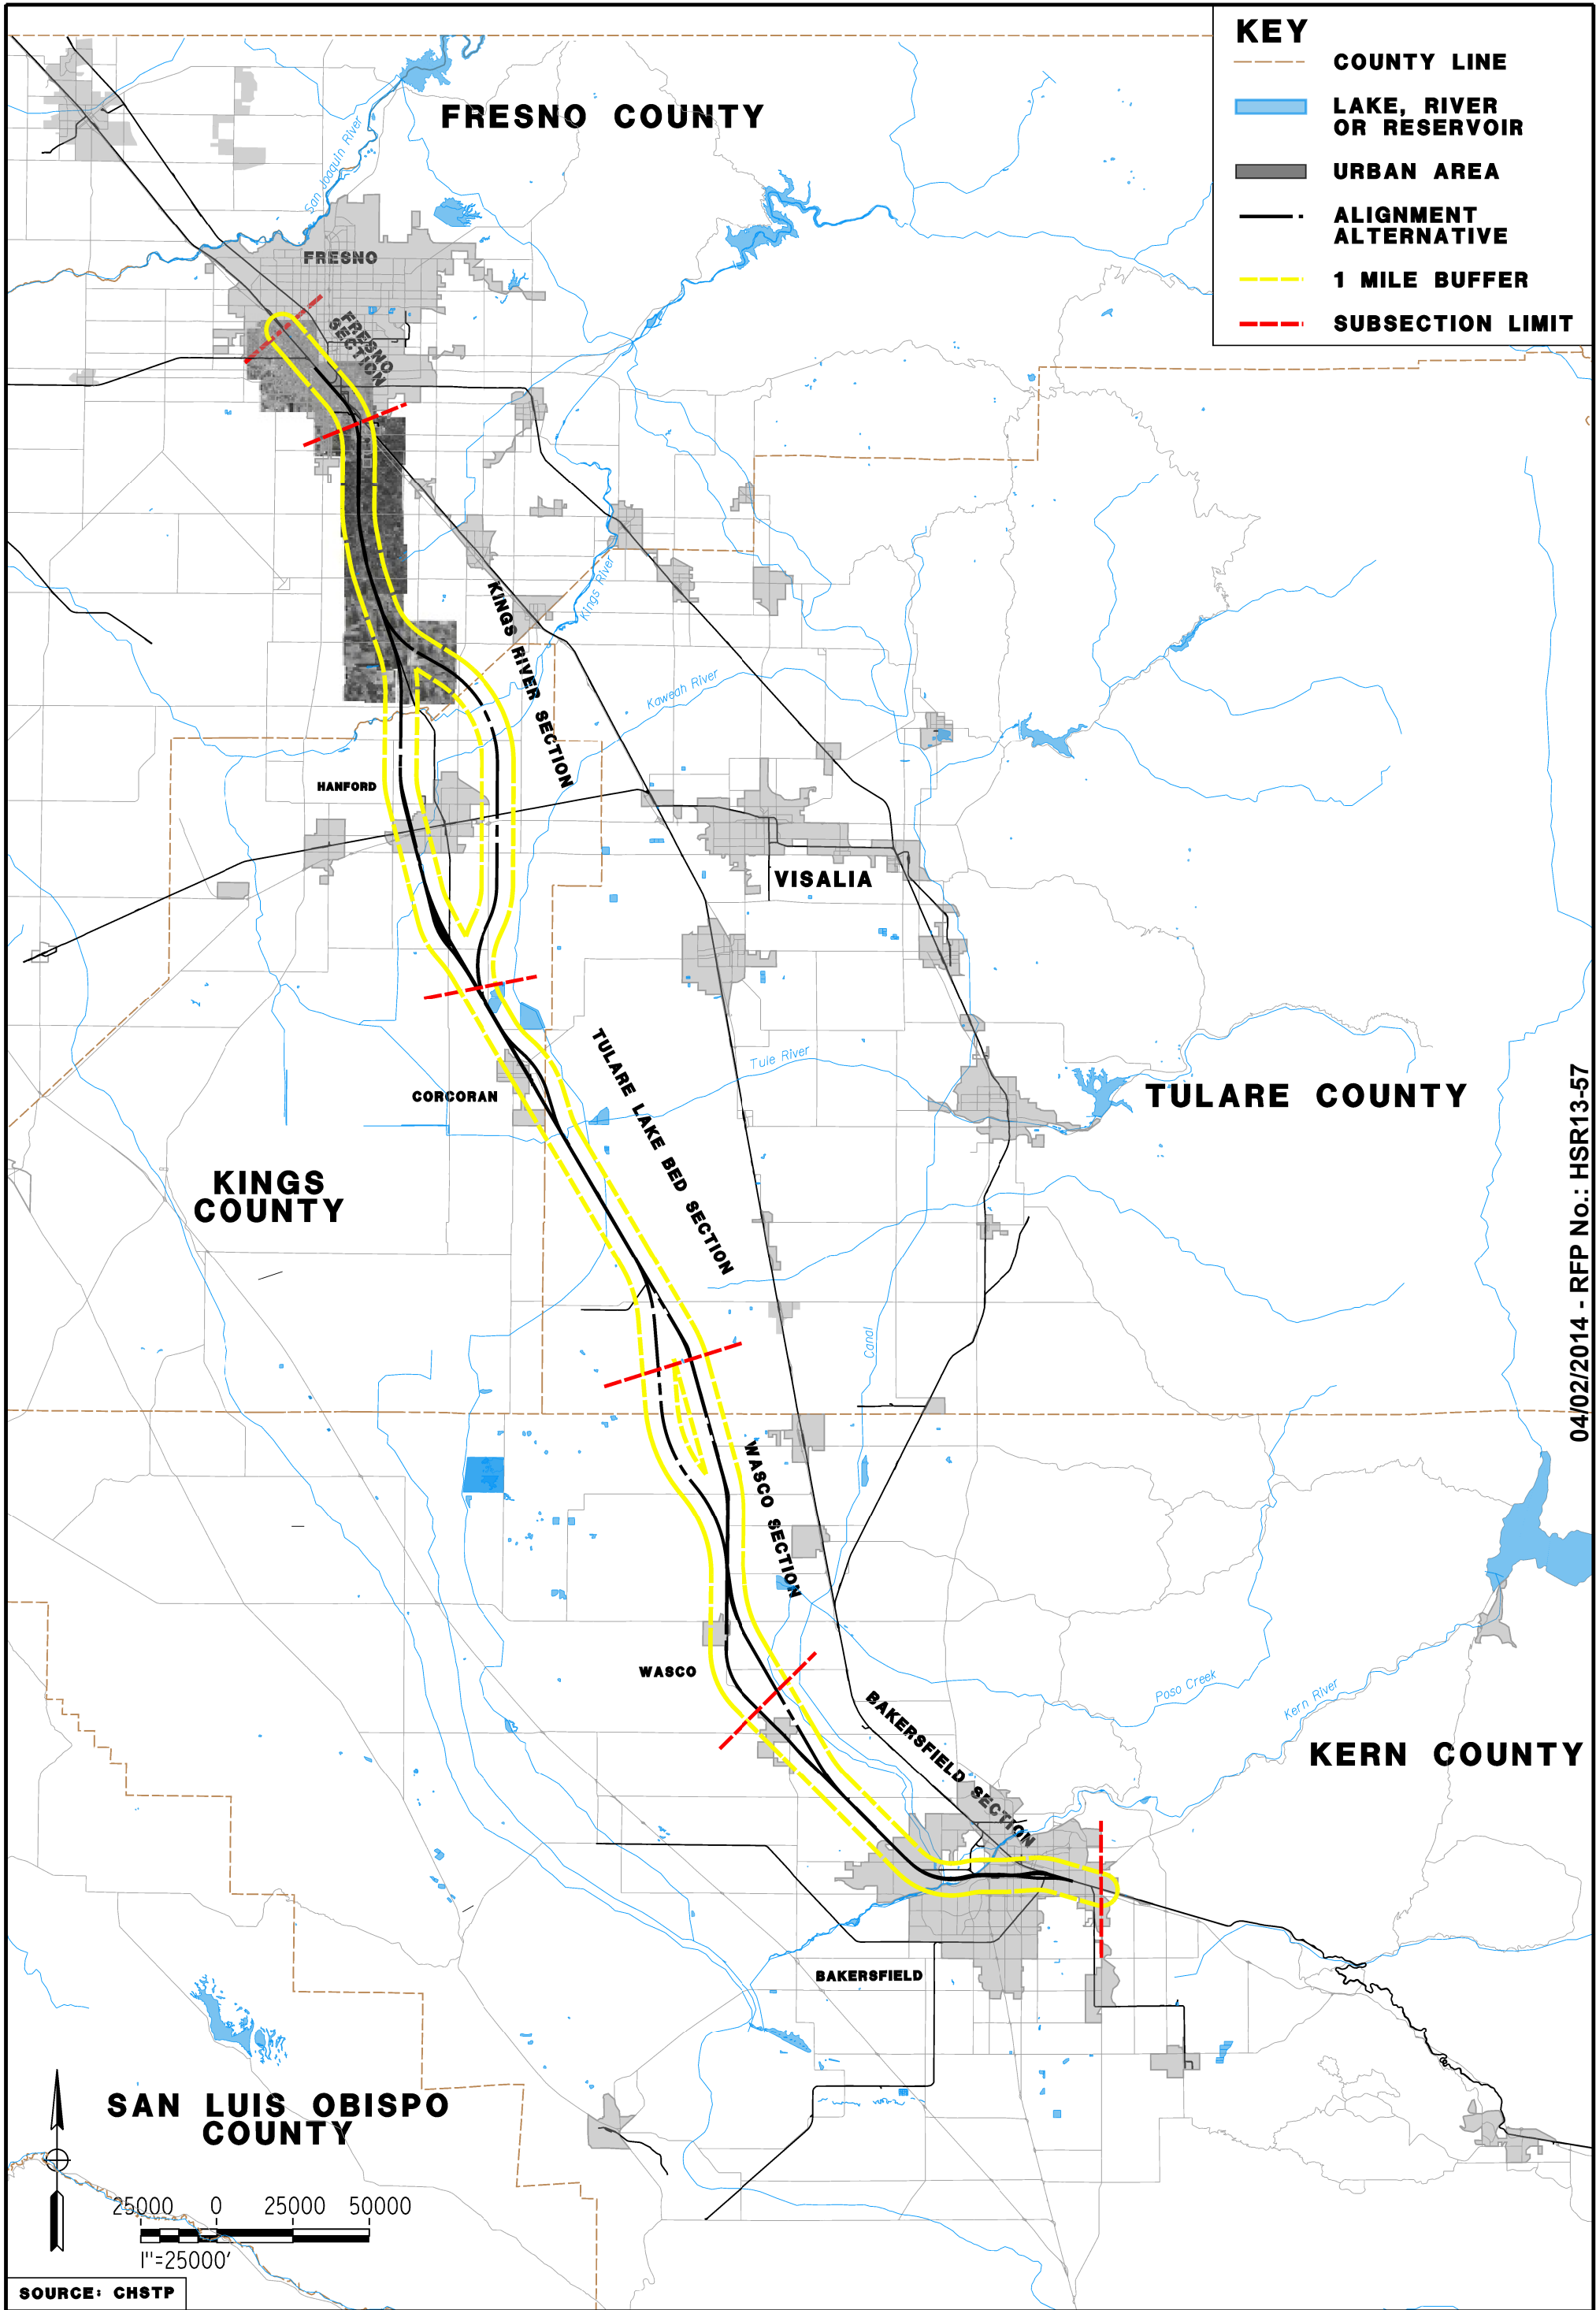 KEY
COUNTY LINE
LAKE, RIVER
OR RESERVOIR
URBAN AREA
ALIGNMENT
ALTERNATIVE
1 MILE BUFFER
SUBSECTION LIMIT
FRESNO COUNTY
San Joaquin River
FRESNO
FRESNO
SECTION
KINGS RIVER SECTION
Kings River
Kaweah River
HANFORD
VISALIA
TULARE LAKE BED SECTION
Tule River
CORCORAN
TULARE COUNTY
KINGS
COUNTY
Canal
WASCO SECTION
WASCO
Poso Creek
Kern River
BAKERSFIELD SECTION
KERN COUNTY
BAKERSFIELD
SAN LUIS OBISPO
COUNTY
25000 0 25000 50000
1"=25000'
SOURCE: CHSTP
04/02/2014 - RFP No.: HSR13-57